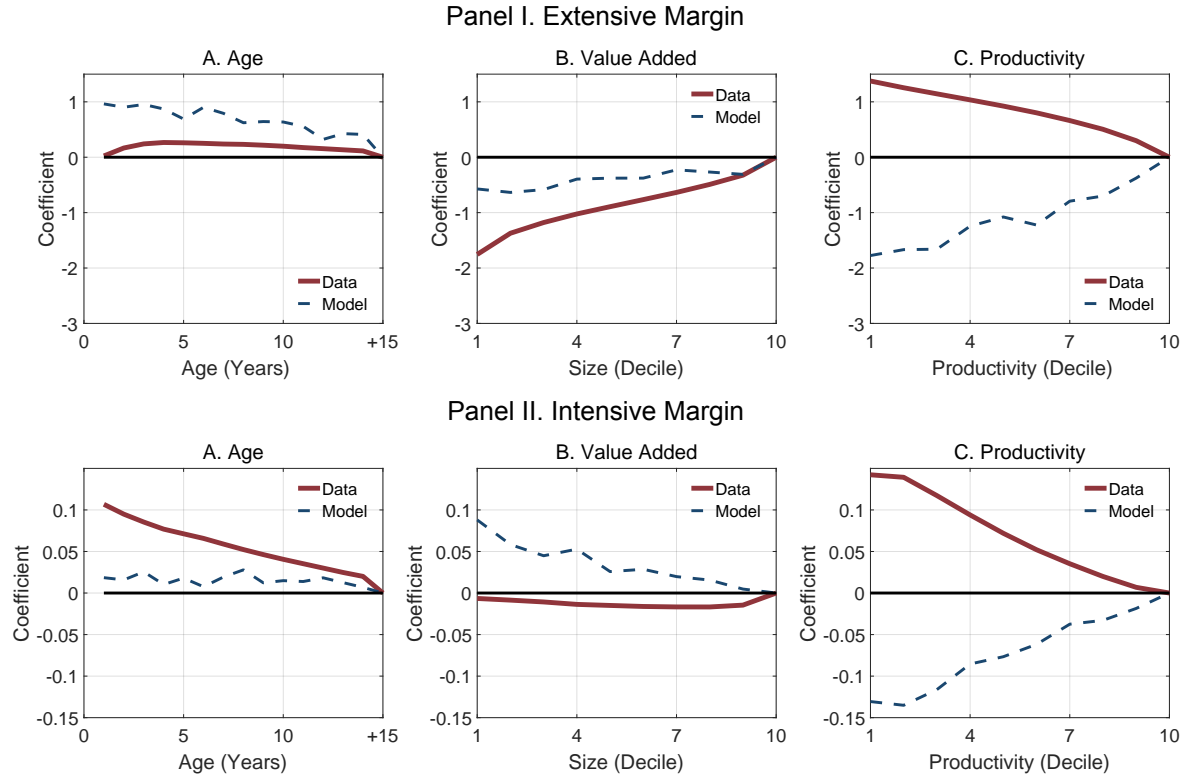 Panel I. Extensive Margin
A. Age
B. Value Added
C. Productivity
Coefficient
1
0
-1
-2
-3
Data
Model
0
5
10
+15
Age (Years)
Coefficient
1
0
-1
-2
-3
Data
Model
1
4
7
10
Size (Decile)
Coefficient
1
0
-1
-2
-3
Data
Model
1
4
7
10
Productivity (Decile)
Panel II. Intensive Margin
A. Age
B. Value Added
C. Productivity
Coefficient
0.1
0.05
0
-0.05
-0.1
-0.15
Data
Model
0
5
10
+15
Age (Years)
Coefficient
0.1
0.05
0
-0.05
-0.1
-0.15
Data
Model
1
4
7
10
Size (Decile)
Coefficient
0.1
0.05
0
-0.05
-0.1
-0.15
Data
Model
1
4
7
10
Productivity (Decile)